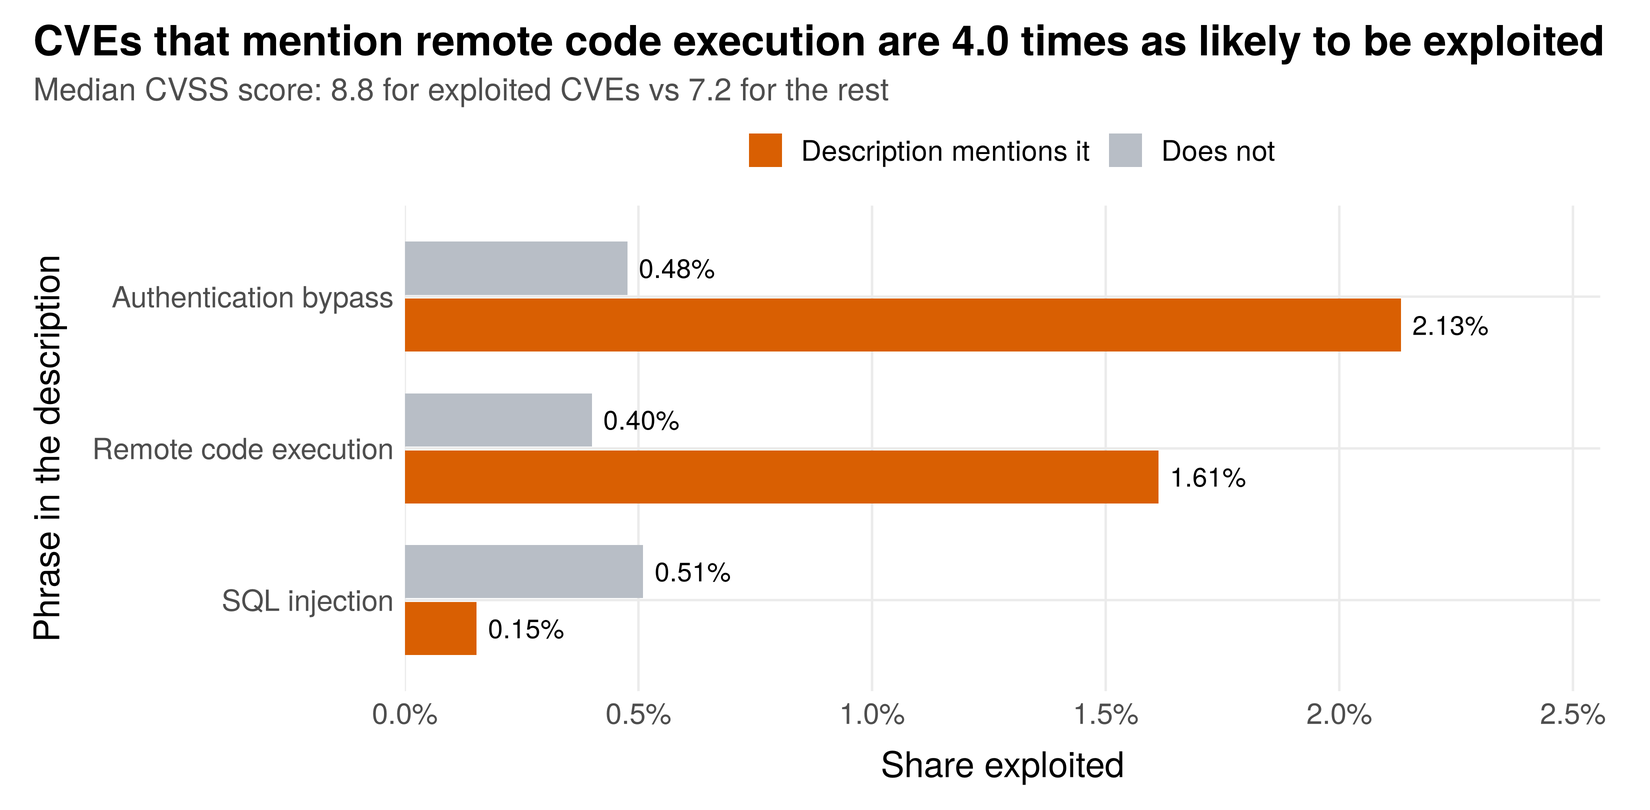 CVEs that mention remote code execution are 4.0 times as likely to be exploited
Median CVSS score: 8.8 for exploited CVEs vs 7.2 for the rest
Description mentions it
Does not
Phrase in the description
Authentication bypass
0.48%
2.13%
Remote code execution
0.40%
1.61%
SQL injection
0.51%
0.15%
0.0%
0.5%
1.0%
1.5%
2.0%
2.5%
Share exploited